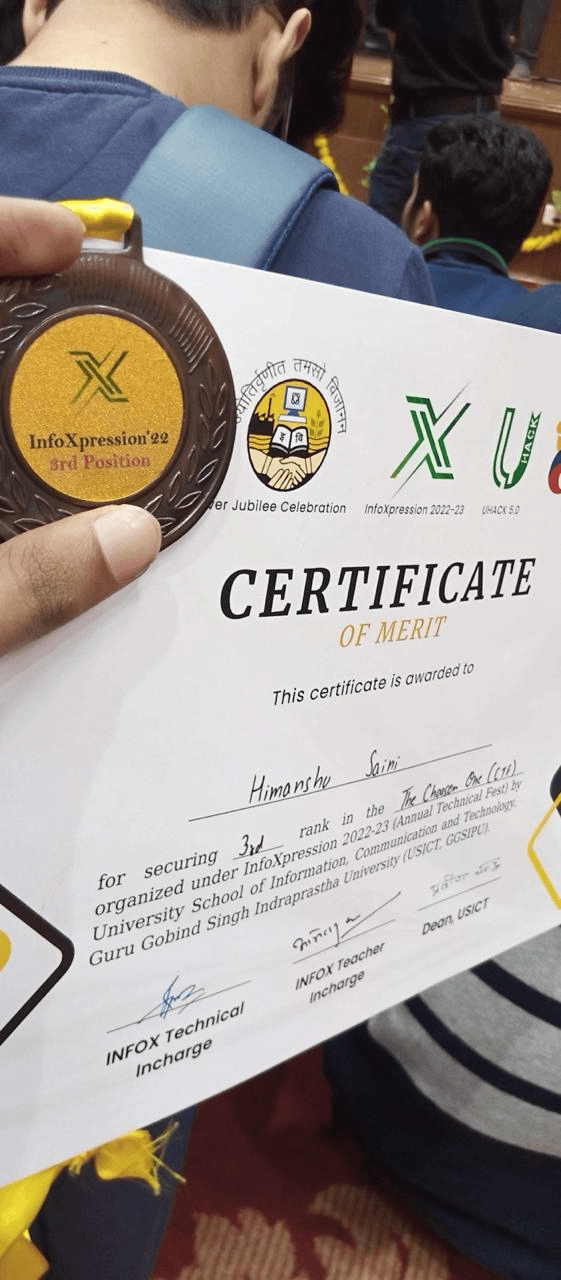 InfoXpression'22
3rd Position
ज्योतिर्वृणीत तमसो विजानन
इ वि
er Jubilee Celebration
InfoXpression 2022-23
U HACK
UHACK 5.0
CERTIFICATE
OF MERIT
This certificate is awarded to
Himanshu Saini
for securing 3rd rank in the The Choosen One (CTF)
organized under InfoXpression 2022-23 (Annual Technical Fest) by
University School of Information, Communication and Technology,
Guru Gobind Singh Indraprastha University (USICT, GGSIPU).
INFOX Technical
Incharge
INFOX Teacher
Incharge
Dean, USICT